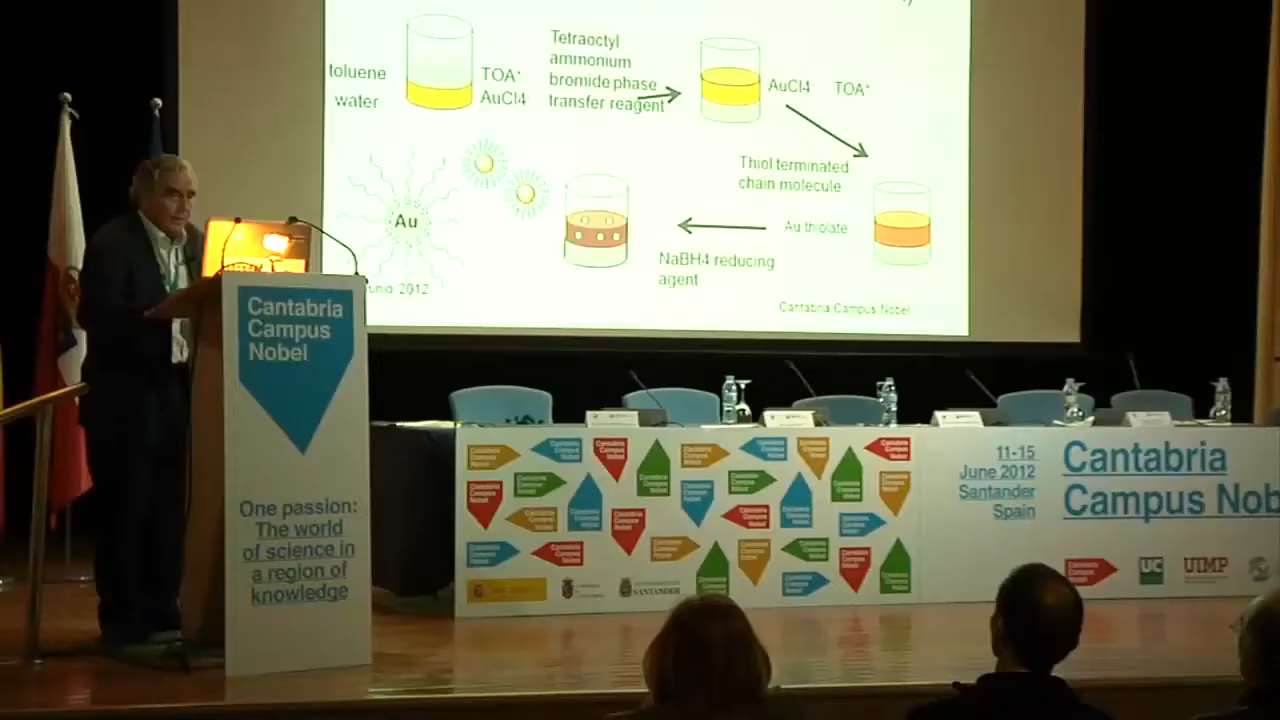 toluene
water
TOA⁺
AuCl4
Tetraoctyl
ammonium
bromide phase
transfer reagent
AuCl4
TOA⁺
Thiol terminated
chain molecule
Au thiolate
NaBH4 reducing
agent
Au
2012
Cantabria Campus Nobel
Cantabria
Campus
Nobel
One passion:
The world
of science in
a region of
knowledge
11-15
June 2012
Santander
Spain
Cantabria
Campus Nob
UC
UIMP
SANTANDER